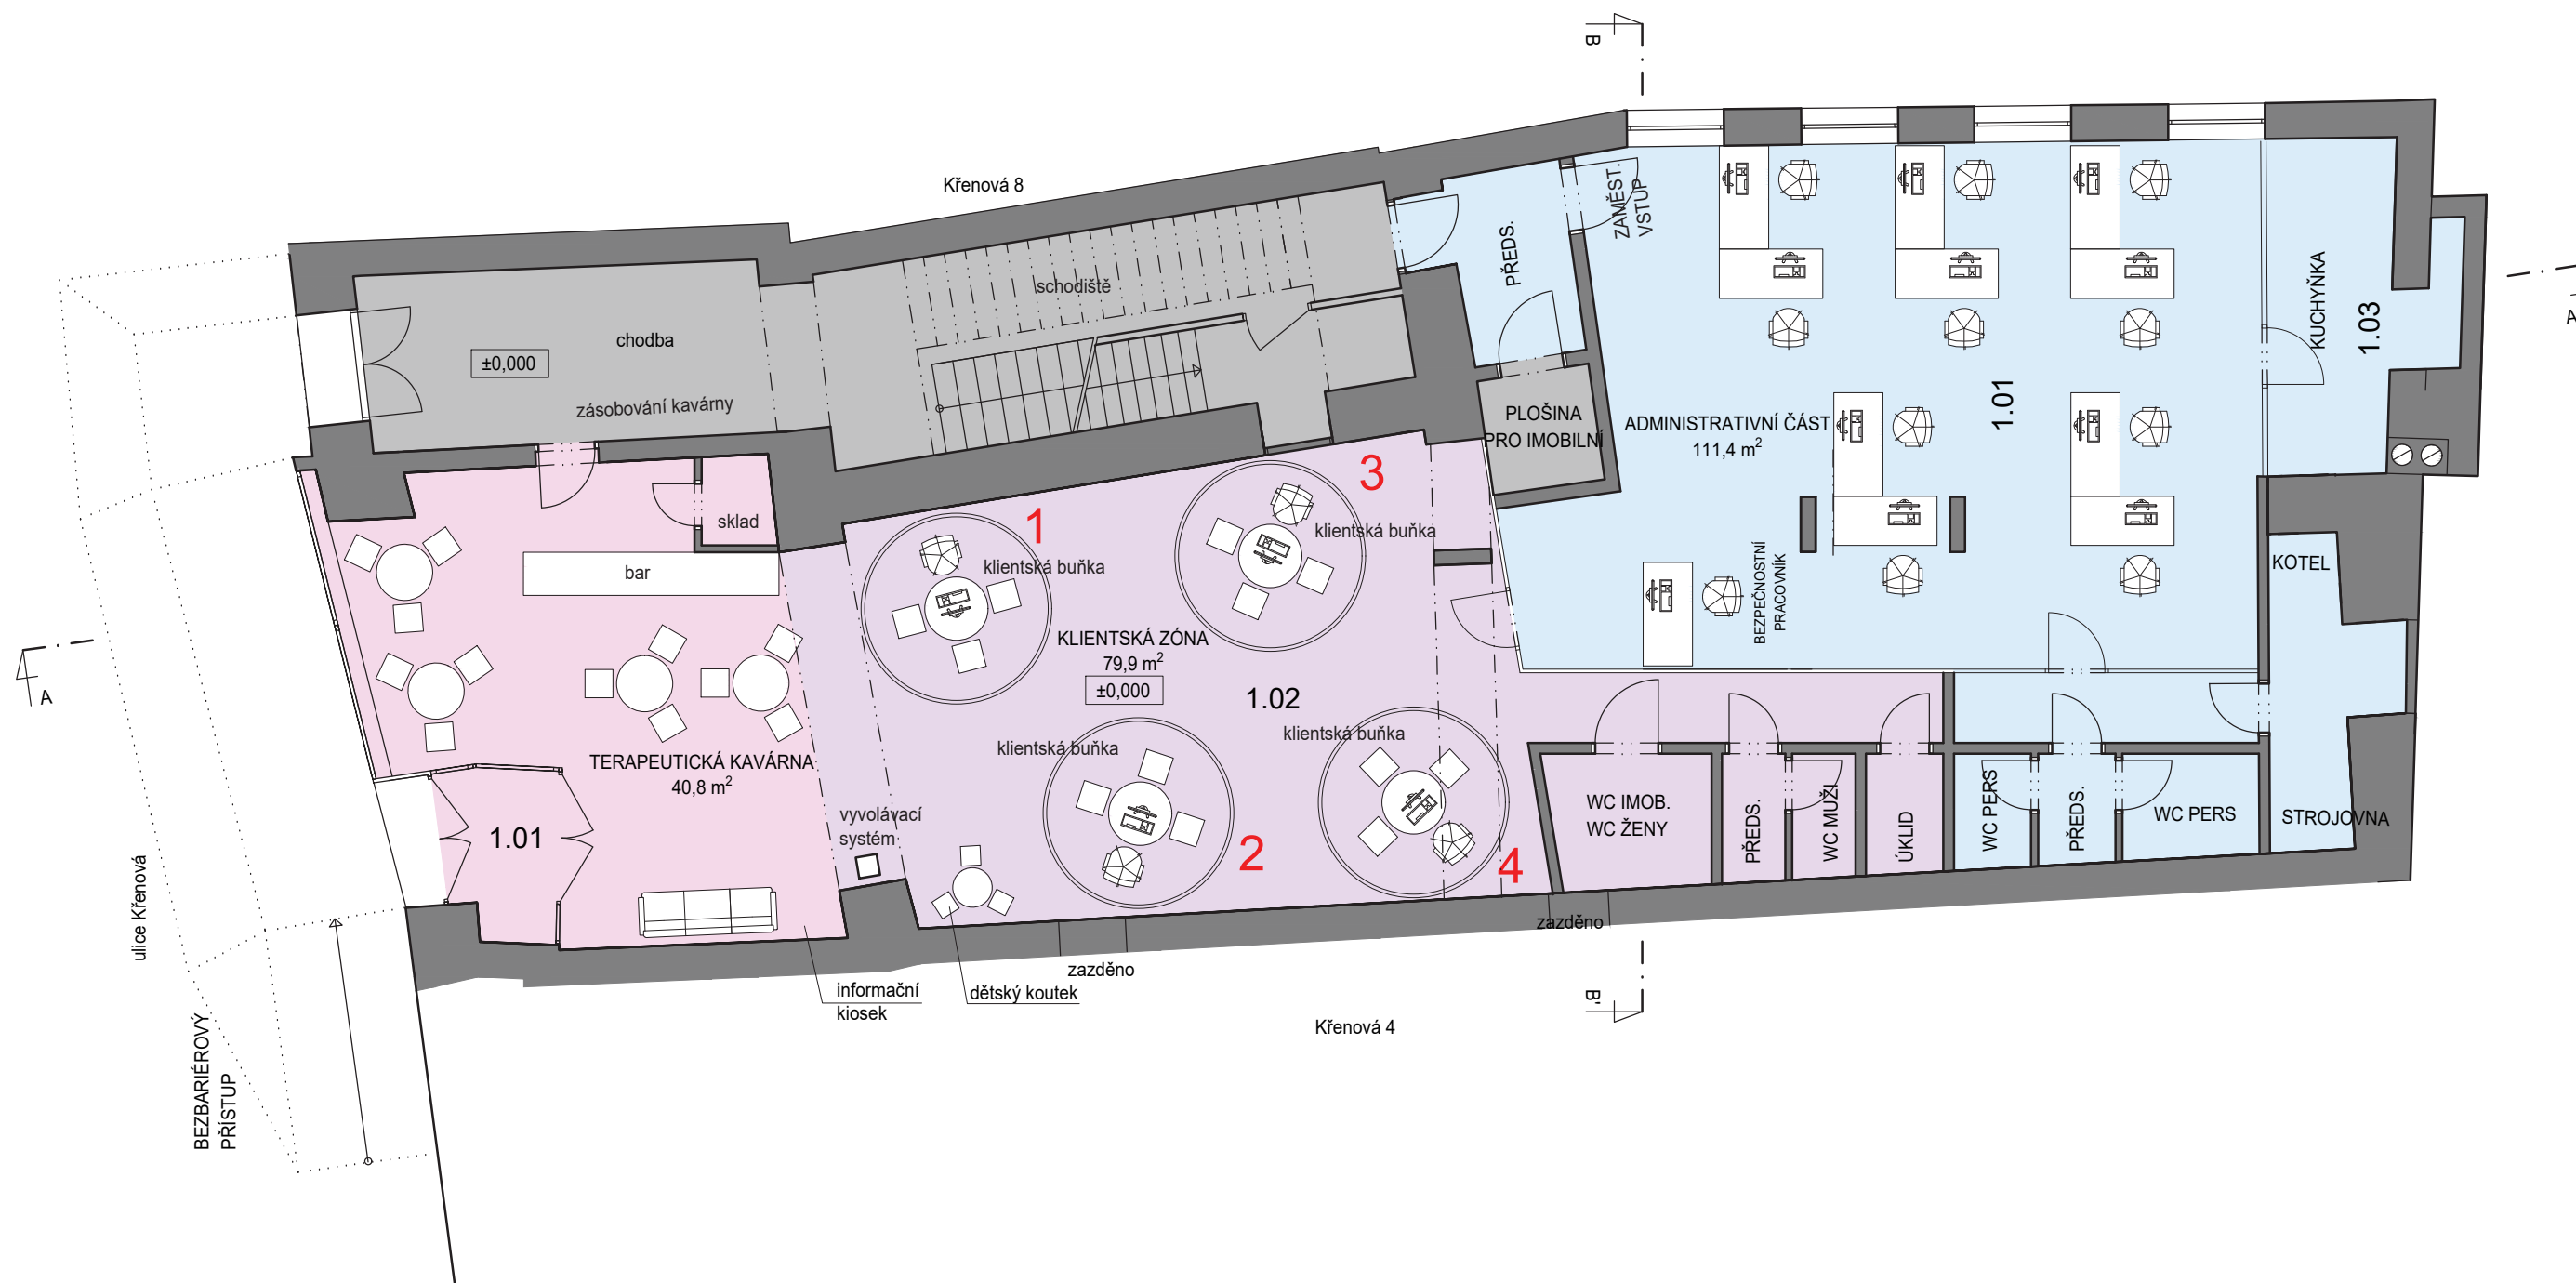 B
Křenová 8
ZAMĚST.
VSTUP
PŘEDS.
schodiště
chodba
±0,000
zásobování kavárny
KUCHYŇKA
1.03
A
PLOŠINA
PRO IMOBILNÍ
ADMINISTRATIVNÍ ČÁST
111,4 m²
1.01
3
klientská buňka
1
klientská buňka
sklad
bar
BEZPEČNOSTNÍ
PRACOVNÍK
KOTEL
KLIENTSKÁ ZÓNA
79,9 m²
±0,000
1.02
A
klientská buňka
klientská buňka
TERAPEUTICKÁ KAVÁRNA
40,8 m²
1.01
vyvolávací
systém
2
4
WC IMOB.
WC ŽENY
PŘEDS.
WC MUŽI
ÚKLID
WC PERS
PŘEDS.
WC PERS
STROJOVNA
ulice Křenová
zazděno
zazděno
informační
kiosek
dětský koutek
B'
Křenová 4
BEZBARIÉROVÝ
PŘÍSTUP